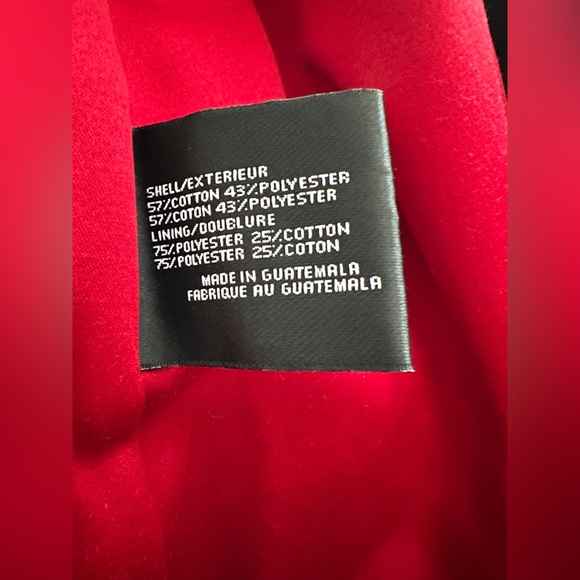 SHELL/EXTERIEUR
57%COTTON 43%POLYESTER
57%COTON 43%POLYESTER
LINING/DOUBLURE
75%POLYESTER 25%COTTON
75%POLYESTER 25%COTON
MADE IN GUATEMALA
FABRIQUE AU GUATEMALA